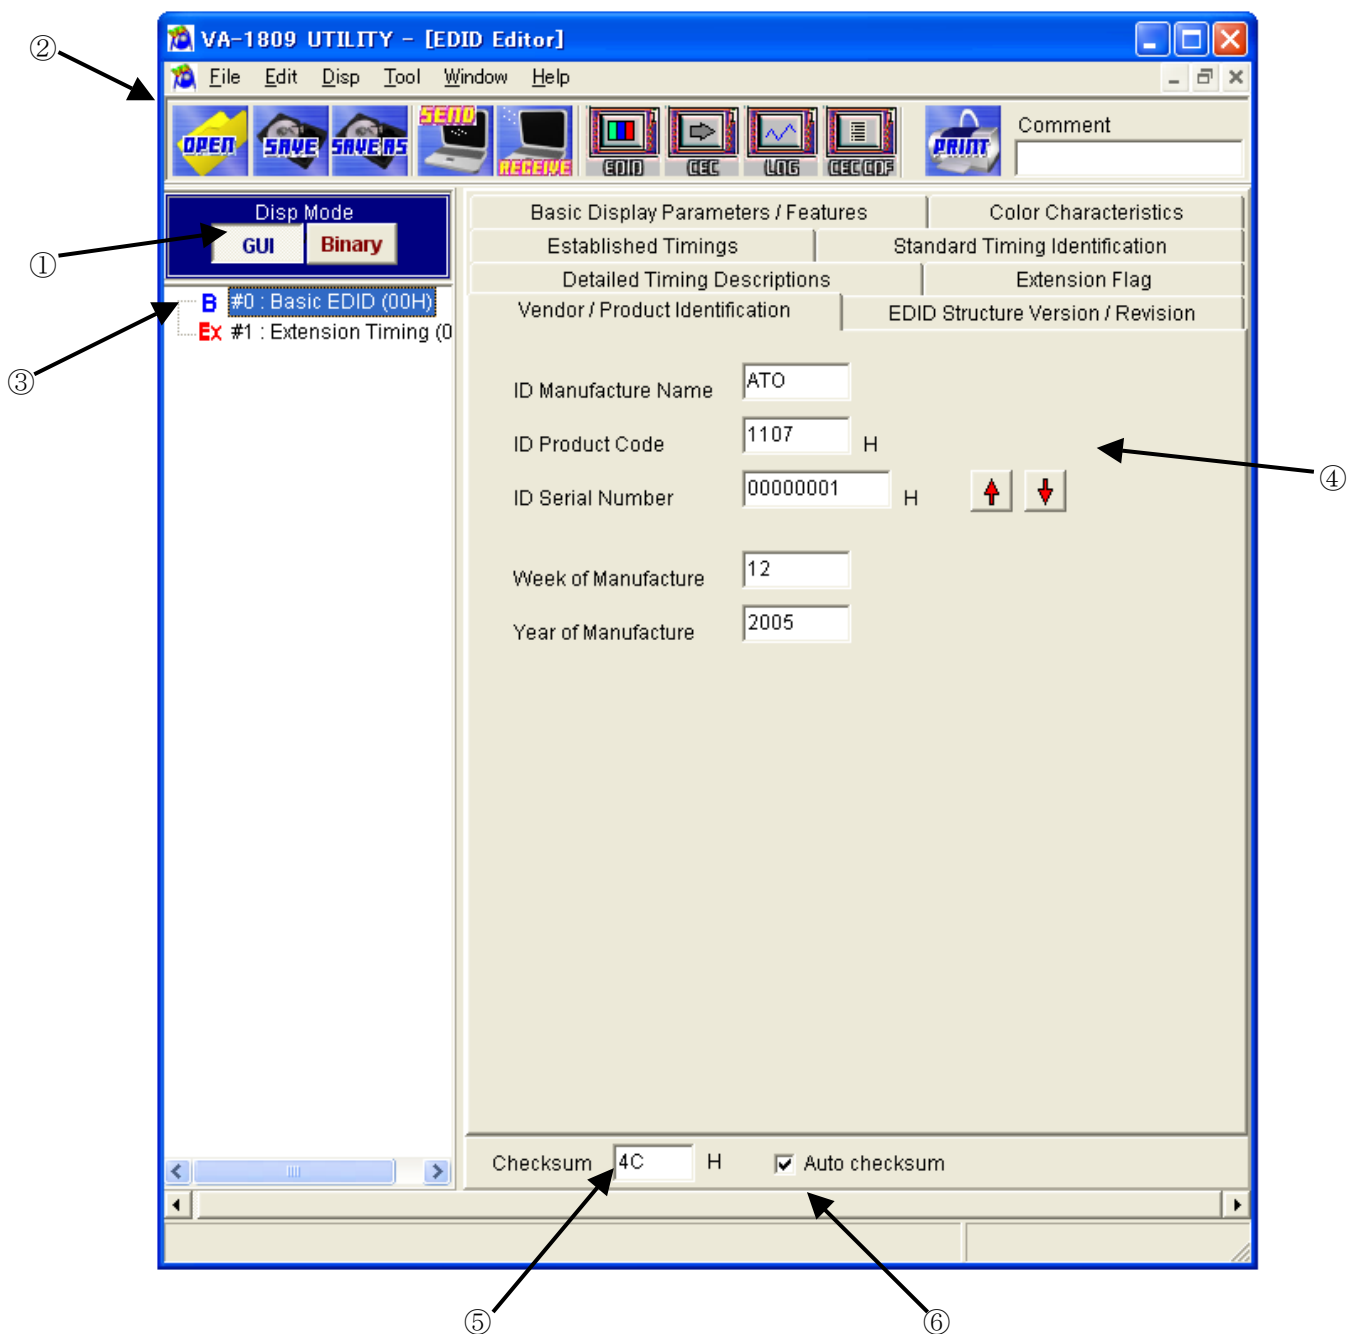 ②
VA-1809 UTILITY - [EDID Editor]
File Edit Disp Tool Window Help
OPEN SAVE SAVE AS SEND RECEIVE EDID CEC LOG CEC CDF PRINT
Comment
Disp Mode
GUI Binary
①
Basic Display Parameters / Features Color Characteristics
Established Timings Standard Timing Identification
Detailed Timing Descriptions Extension Flag
Vendor / Product Identification EDID Structure Version / Revision
B #0 : Basic EDID (00H)
Ex #1 : Extension Timing (0
③
ID Manufacture Name ATO
ID Product Code 1107 H
④
ID Serial Number 00000001 H
Week of Manufacture 12
Year of Manufacture 2005
Checksum 4C H Auto checksum
⑤ ⑥